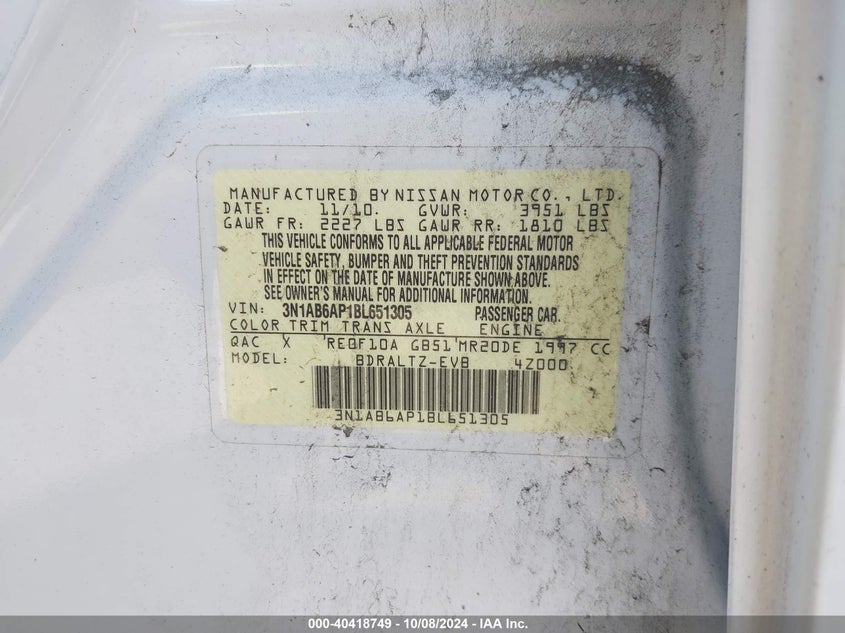 MANUFACTURED BY NISSAN MOTOR CO., LTD.
DATE: 11/10. GVWR: 3951 LBS
GAWR FR: 2227 LBS GAWR RR: 1810 LBS
THIS VEHICLE CONFORMS TO ALL APPLICABLE FEDERAL MOTOR
VEHICLE SAFETY, BUMPER AND THEFT PREVENTION STANDARDS
IN EFFECT ON THE DATE OF MANUFACTURE SHOWN ABOVE.
SEE OWNER'S MANUAL FOR ADDITIONAL INFORMATION.
VIN: 3N1AB6AP1BL651305 PASSENGER CAR.
COLOR TRIM TRANS AXLE ENGINE
QAC X RE0F10A GB51 MR20DE 1997 CC
MODEL: BDRALTZ-EVB 4Z000
3N1AB6AP1BL651305
000-40418749 - 10/08/2024 - IAA Inc.